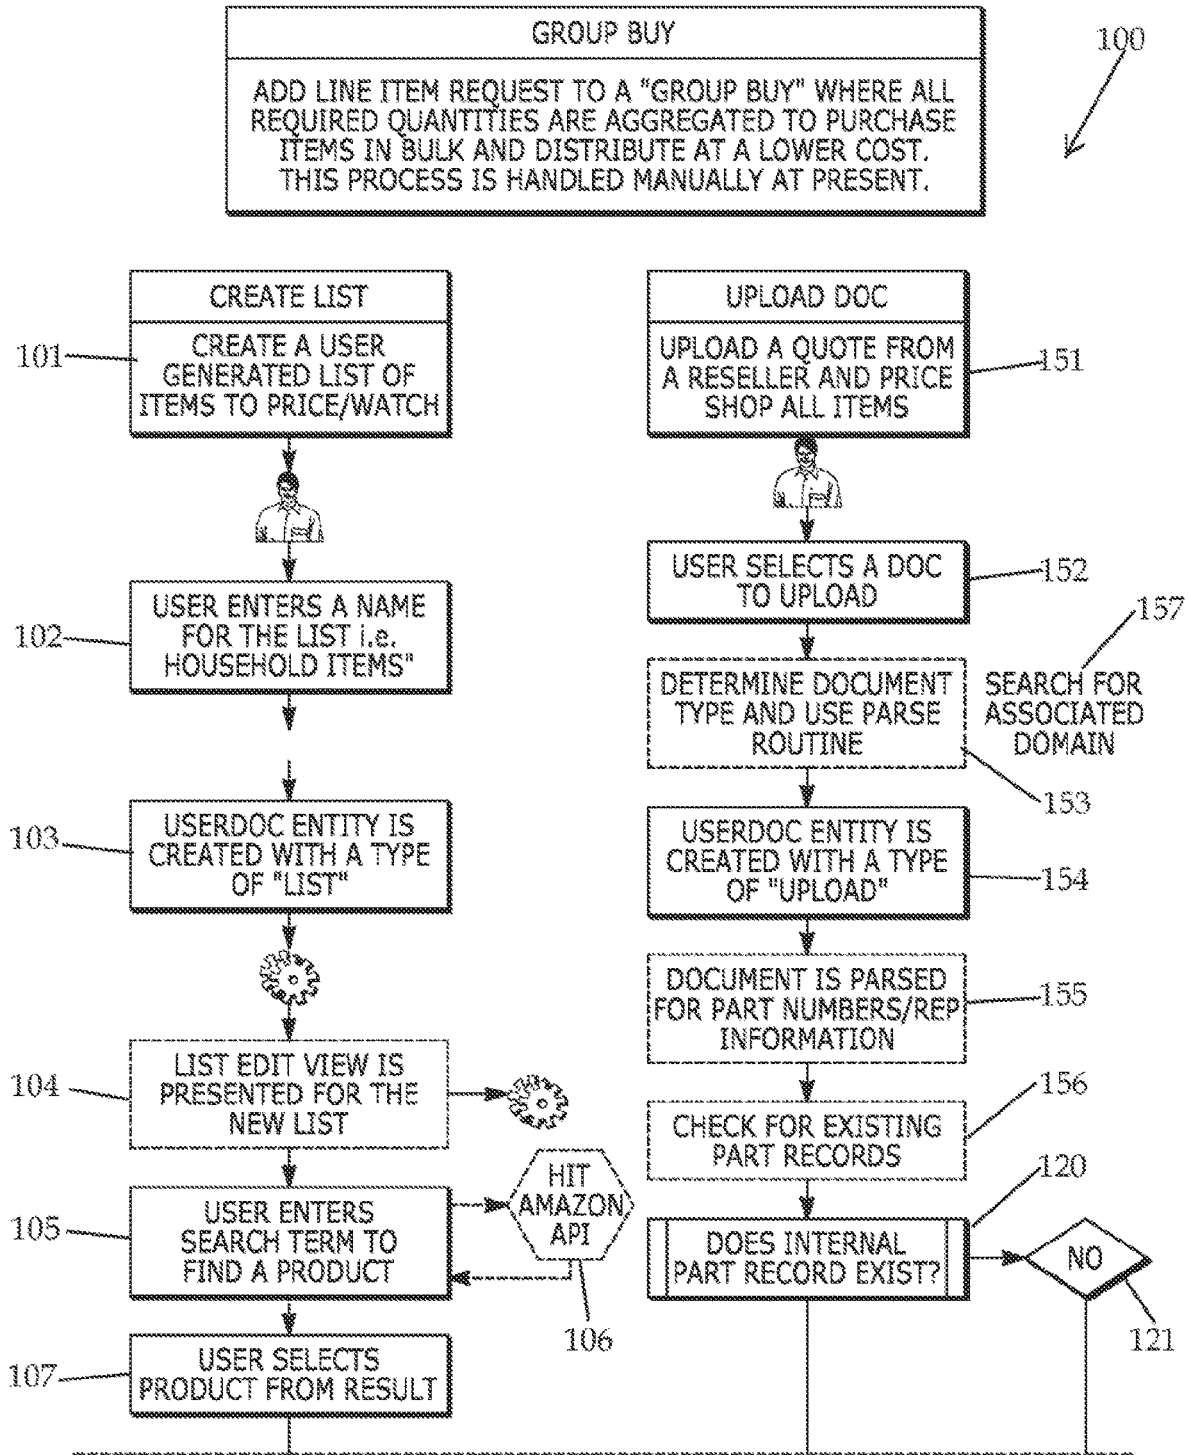 GROUP BUY
100
ADD LINE ITEM REQUEST TO A "GROUP BUY" WHERE ALL
REQUIRED QUANTITIES ARE AGGREGATED TO PURCHASE
ITEMS IN BULK AND DISTRIBUTE AT A LOWER COST.
THIS PROCESS IS HANDLED MANUALLY AT PRESENT.
CREATE LIST
101
CREATE A USER
GENERATED LIST OF
ITEMS TO PRICE/WATCH
102
USER ENTERS A NAME
FOR THE LIST i.e.
HOUSEHOLD ITEMS"
103
USERDOC ENTITY IS
CREATED WITH A TYPE
OF "LIST"
104
LIST EDIT VIEW IS
PRESENTED FOR THE
NEW LIST
105
USER ENTERS
SEARCH TERM TO
FIND A PRODUCT
HIT
AMAZON
API
106
107
USER SELECTS
PRODUCT FROM RESULT
UPLOAD DOC
UPLOAD A QUOTE FROM
A RESELLER AND PRICE
SHOP ALL ITEMS
151
USER SELECTS A DOC
TO UPLOAD
152
157
DETERMINE DOCUMENT
TYPE AND USE PARSE
ROUTINE
SEARCH FOR
ASSOCIATED
DOMAIN
153
USERDOC ENTITY IS
CREATED WITH A TYPE
OF "UPLOAD"
154
DOCUMENT IS PARSED
FOR PART NUMBERS/REP
INFORMATION
155
156
CHECK FOR EXISTING
PART RECORDS
120
DOES INTERNAL
PART RECORD EXIST?
NO
121